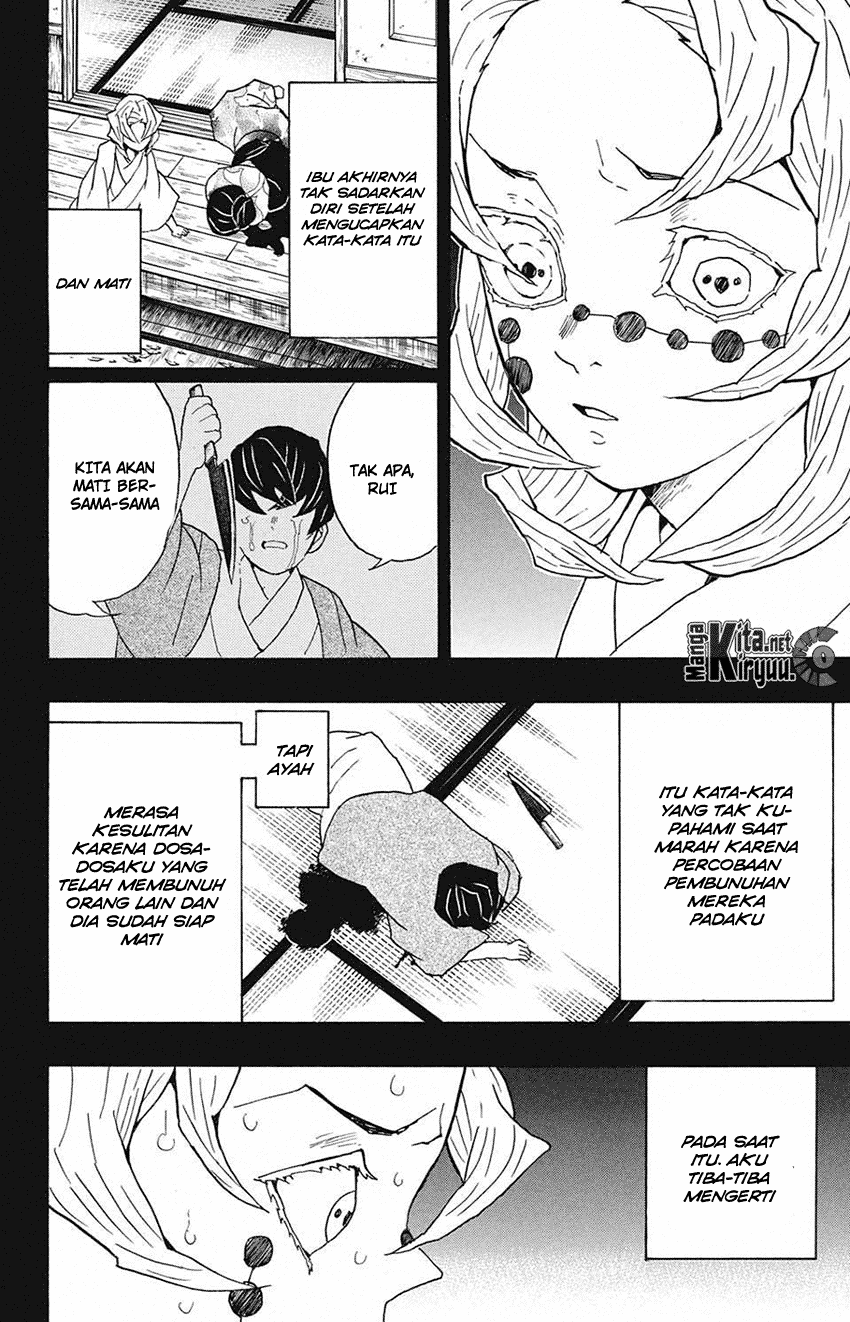 IBU AKHIRNYA
TAK SADARKAN
DIRI SETELAH
MENGUCAPKAN
KATA-KATA ITU
DAN MATI
TAK APA,
RUI
KITA AKAN
MATI BER-
SAMA-SAMA
MangaKita.net
Kiryuu.CO
ITU KATA-KATA
YANG TAK KU-
PAHAMI SAAT
MARAH KARENA
PERCOBAAN
PEMBUNUHAN
MEREKA
PADAKU
TAPI
AYAH
MERASA
KESULITAN
KARENA DOSA-
DOSAKU YANG
TELAH MEMBUNUH
ORANG LAIN DAN
DIA SUDAH SIAP
MATI
PADA SAAT
ITU. AKU
TIBA-TIBA
MENGERTI